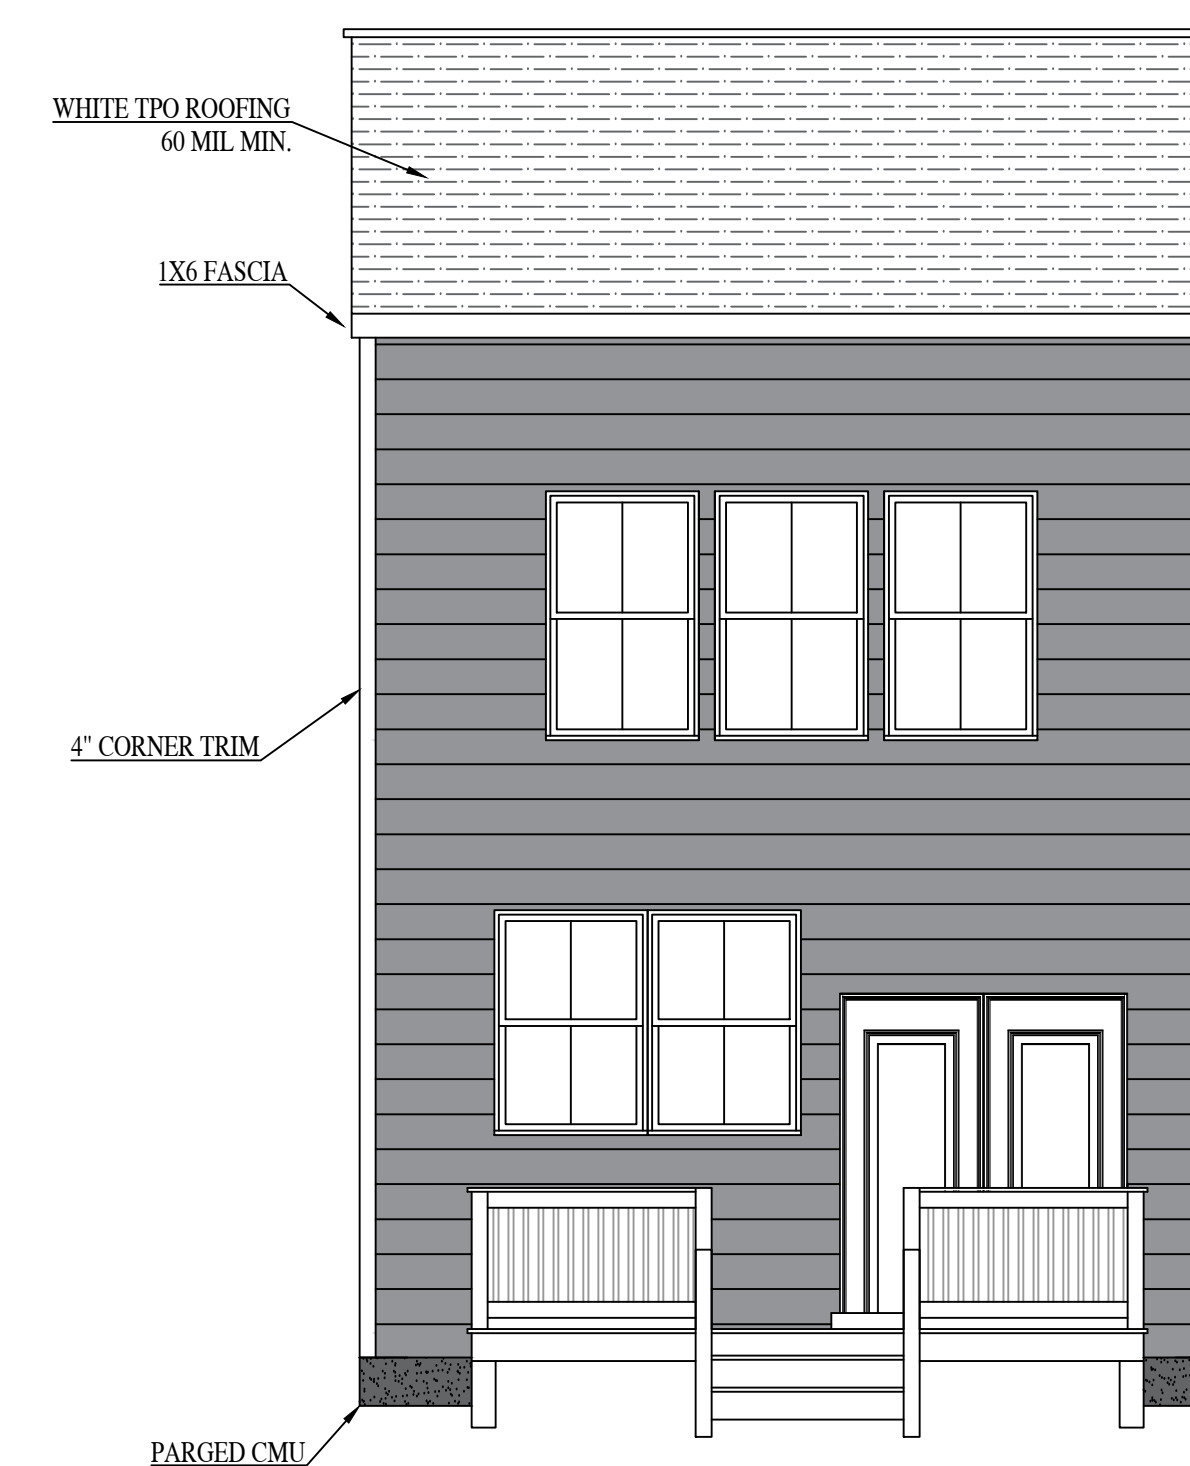 WHITE TPO ROOFING
60 MIL MIN.
1X6 FASCIA
4" CORNER TRIM
PARGED CMU